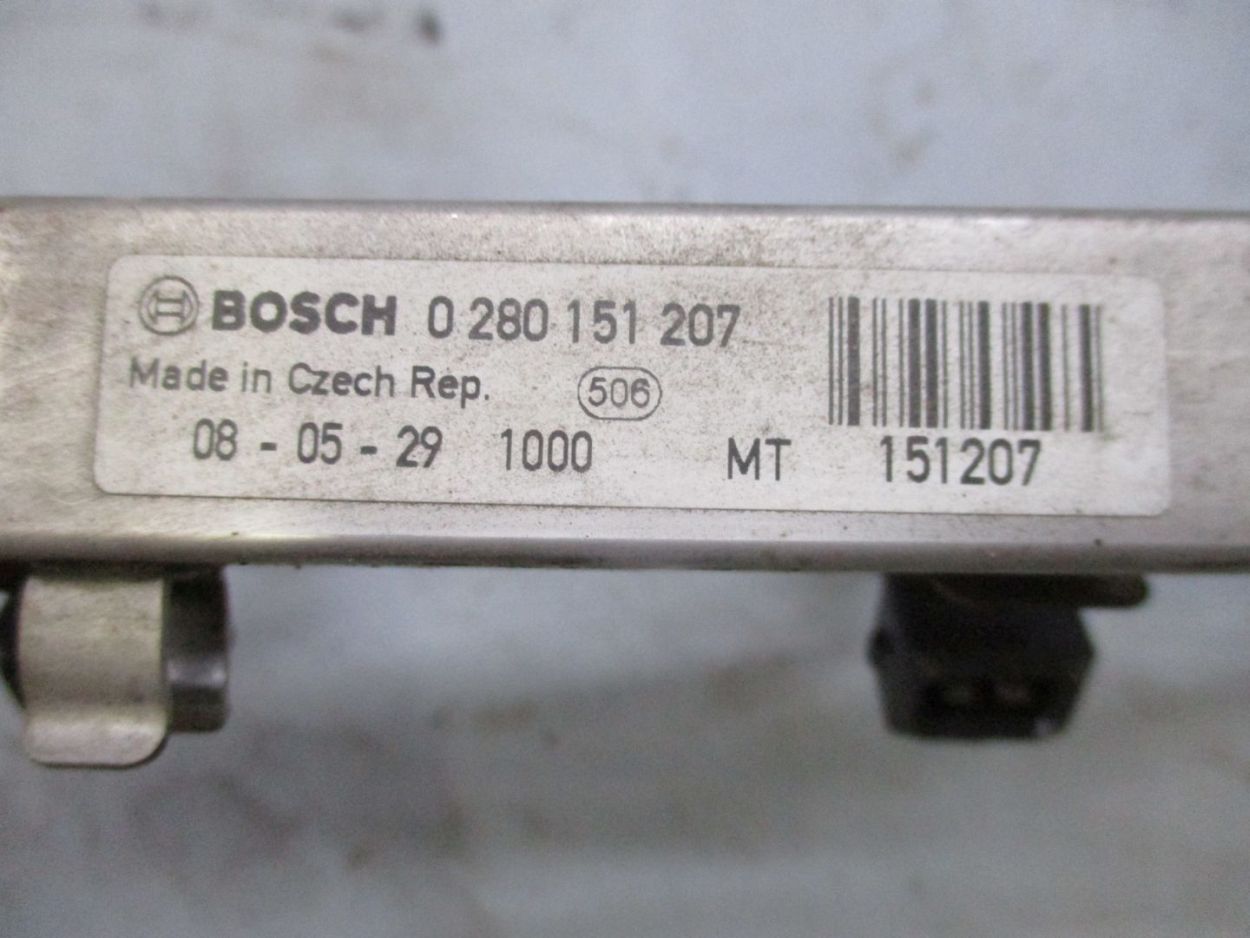 BOSCH 0 280 151 207
Made in Czech Rep. 506
08 - 05 - 29 1000 MT 151207